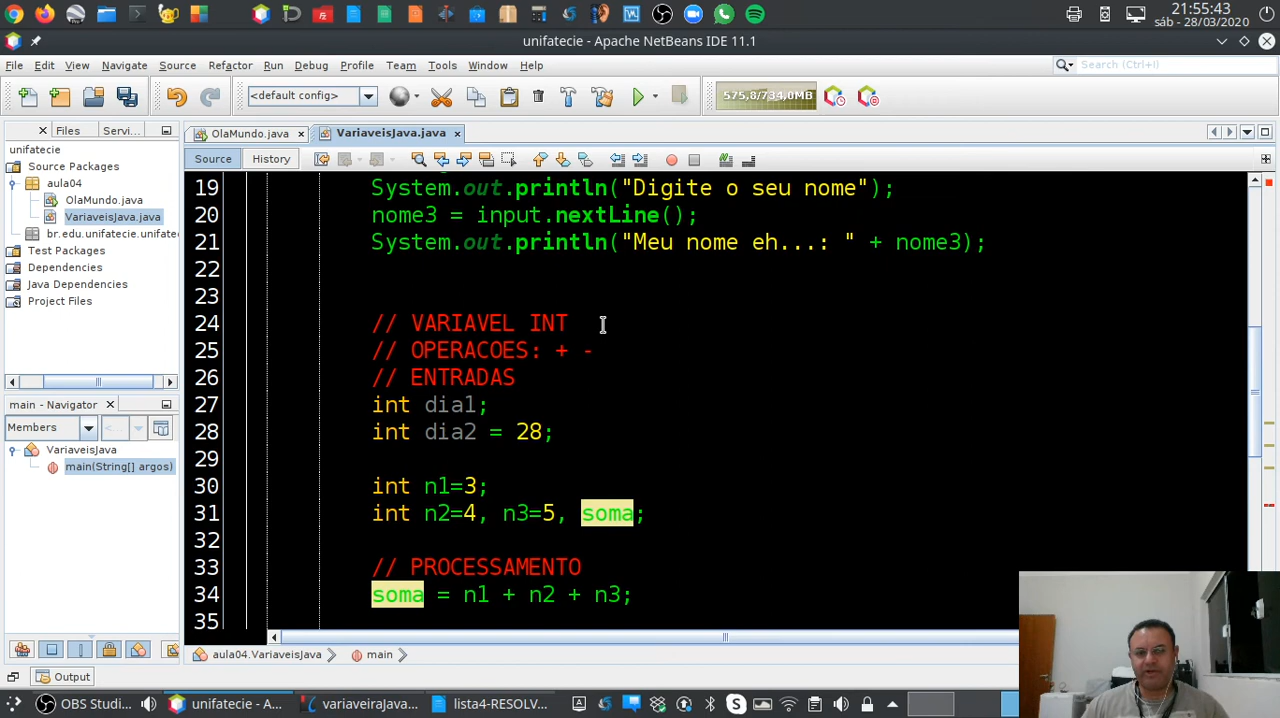 21:55:43
sáb - 28/03/2020
unifatecie - Apache NetBeans IDE 11.1
File Edit View Navigate Source Refactor Run Debug Profile Team Tools Window Help
Search (Ctrl+I)
<default config>
575,8/734,0MB
Files Servi...
OlaMundo.java VariaveisJava.java
unifatecie
Source History
Source Packages
aula04
OlaMundo.java
VariaveisJava.java
br.edu.unifatecie
Test Packages
Dependencies
Java Dependencies
Project Files
19 System.out.println("Digite o seu nome");
20 nome3 = input.nextLine();
21 System.out.println("Meu nome eh...: " + nome3);
22
23
24 // VARIAVEL INT
25 // OPERACOES: + -
26 // ENTRADAS
27 int dia1;
28 int dia2 = 28;
29
30 int n1=3;
31 int n2=4, n3=5, soma;
32
33 // PROCESSAMENTO
34 soma = n1 + n2 + n3;
35
main - Navigator
Members
VariaveisJava
main(String[] argos)
aula04.VariaveisJava main
Output
OBS Studi... unifatecie - A... variaveiraJava... lista4-RESOLV...